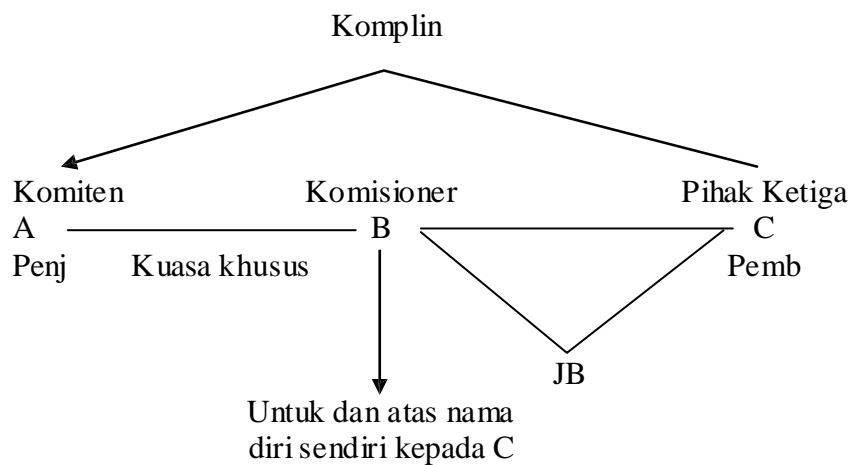 Komplin
Komiten Komisioner Pihak Ketiga
A B C
Penj Kuasa khusus Pemb
JB
Untuk dan atas nama
diri sendiri kepada C